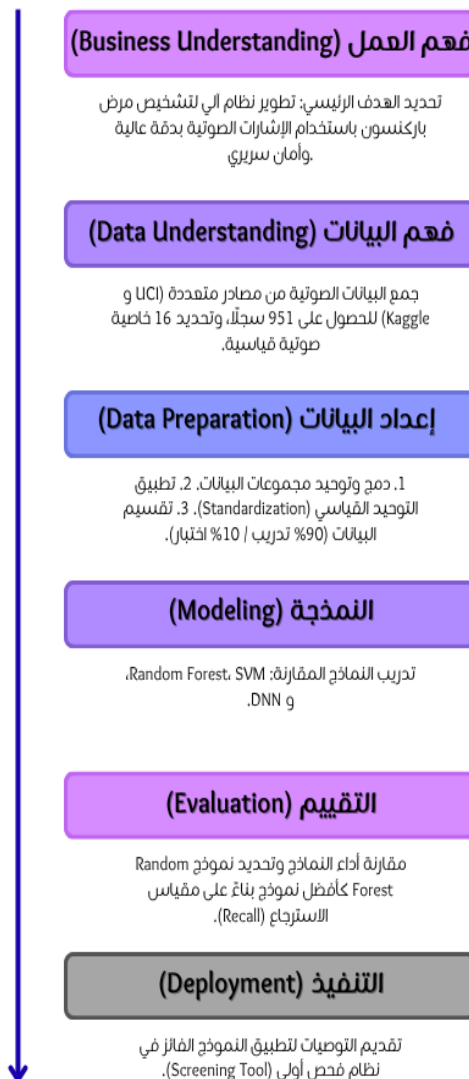 فهم العمل (Business Understanding)
تحديد الهدف الرئيسي: تطوير نظام آلي لتشخيص مرض
باركنسون باستخدام الإشارات الصوتية بدقة عالية
وأمان سريري.
فهم البيانات (Data Understanding)
جمع البيانات الصوتية من مصادر متعددة (UCI و
Kaggle) للحصول على 951 سجلًا، وتحديد 16 خاصية
صوتية قياسية.
إعداد البيانات (Data Preparation)
1. دمج وتوحيد مجموعات البيانات. 2. تطبيق
التوحيد القياسي (Standardization). 3. تقسيم
البيانات (90% تدريب / 10% اختبار).
النمذجة (Modeling)
تدريب النماذج المقارنة: Random Forest، SVM،
و DNN.
التقييم (Evaluation)
مقارنة أداء النماذج وتحديد نموذج Random
Forest كأفضل نموذج بناءً على مقياس
الاسترجاع (Recall).
التنفيذ (Deployment)
تقديم التوصيات لتطبيق النموذج الفائز في
نظام فحص أولي (Screening Tool).